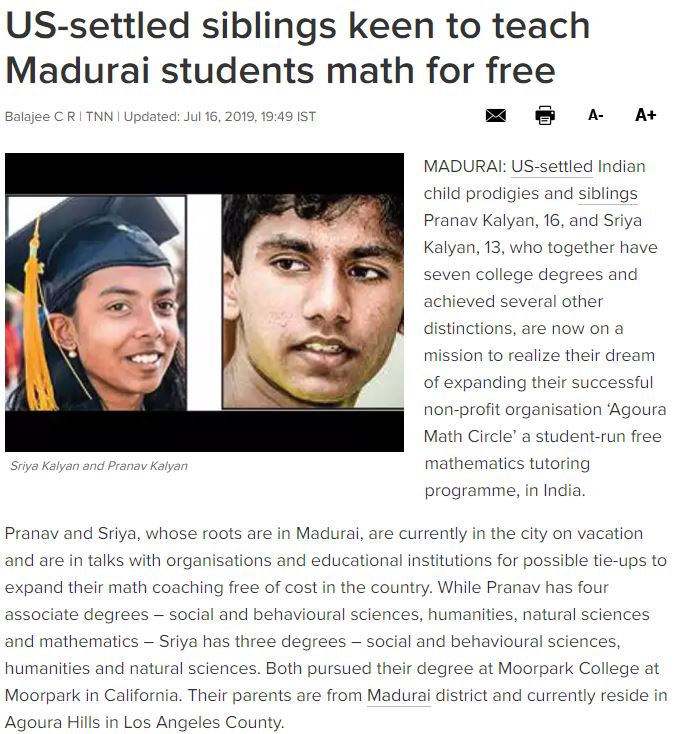 US-settled siblings keen to teach
Madurai students math for free
Balajee C R | TNN | Updated: Jul 16, 2019, 19:49 IST
A-
A+
MADURAI: US-settled Indian
child prodigies and siblings
Pranav Kalyan, 16, and Sriya
Kalyan, 13, who together have
seven college degrees and
achieved several other
distinctions, are now on a
mission to realize their dream
of expanding their successful
non-profit organisation ‘Agoura
Math Circle’ a student-run free
mathematics tutoring
programme, in India.
Sriya Kalyan and Pranav Kalyan
Pranav and Sriya, whose roots are in Madurai, are currently in the city on vacation
and are in talks with organisations and educational institutions for possible tie-ups to
expand their math coaching free of cost in the country. While Pranav has four
associate degrees – social and behavioural sciences, humanities, natural sciences
and mathematics – Sriya has three degrees – social and behavioural sciences,
humanities and natural sciences. Both pursued their degree at Moorpark College at
Moorpark in California. Their parents are from Madurai district and currently reside in
Agoura Hills in Los Angeles County.